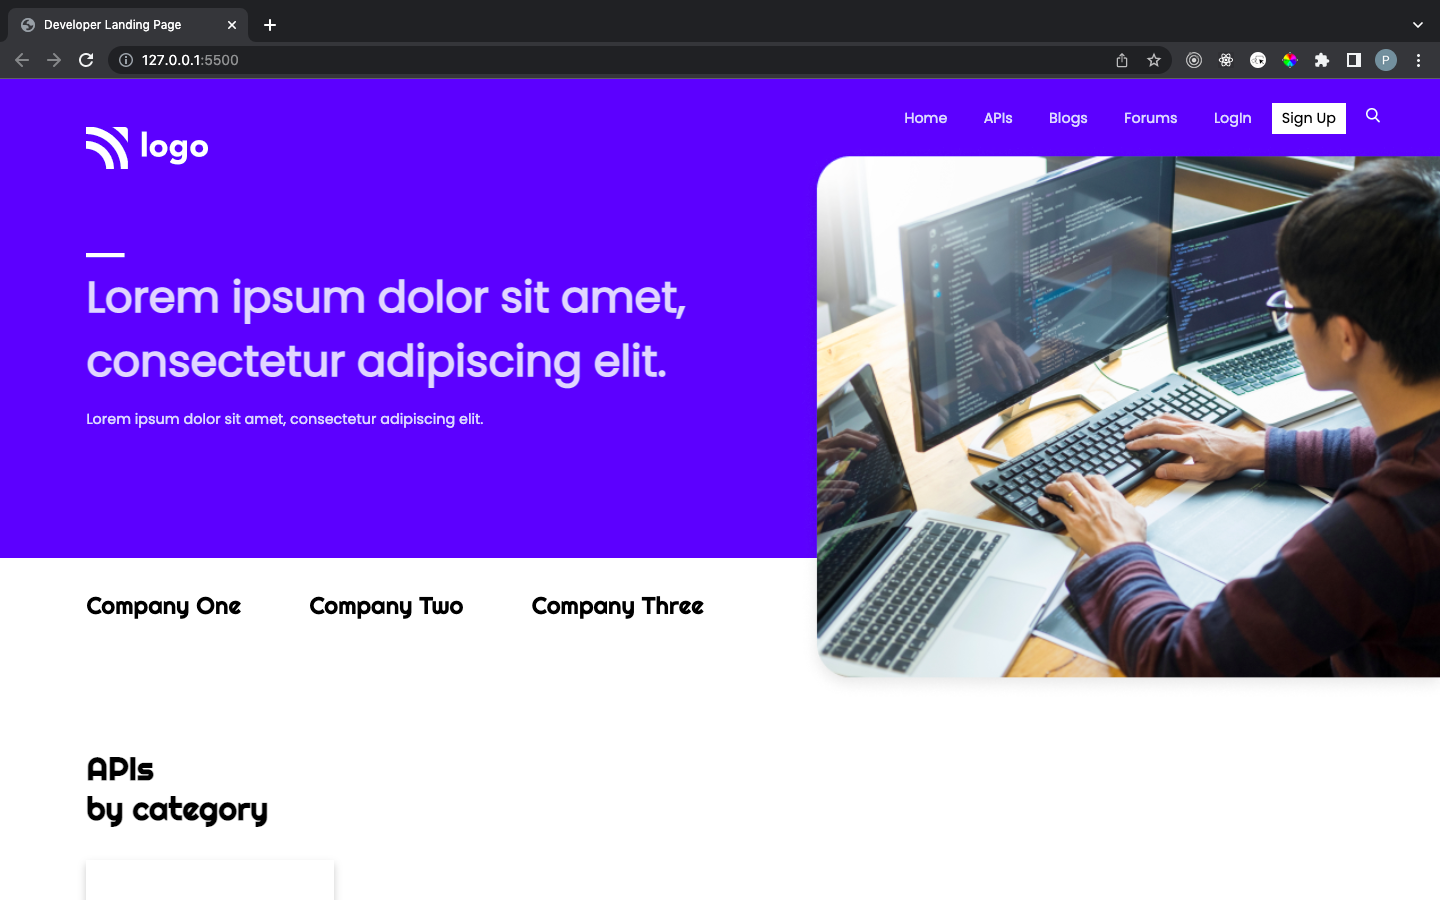 Developer Landing Page
127.0.0.1:5500
P
Home APIs Blogs Forums LogIn Sign Up
logo
Lorem ipsum dolor sit amet,
consectetur adipiscing elit.
Lorem ipsum dolor sit amet, consectetur adipiscing elit.
Company One Company Two Company Three
APIs
by category